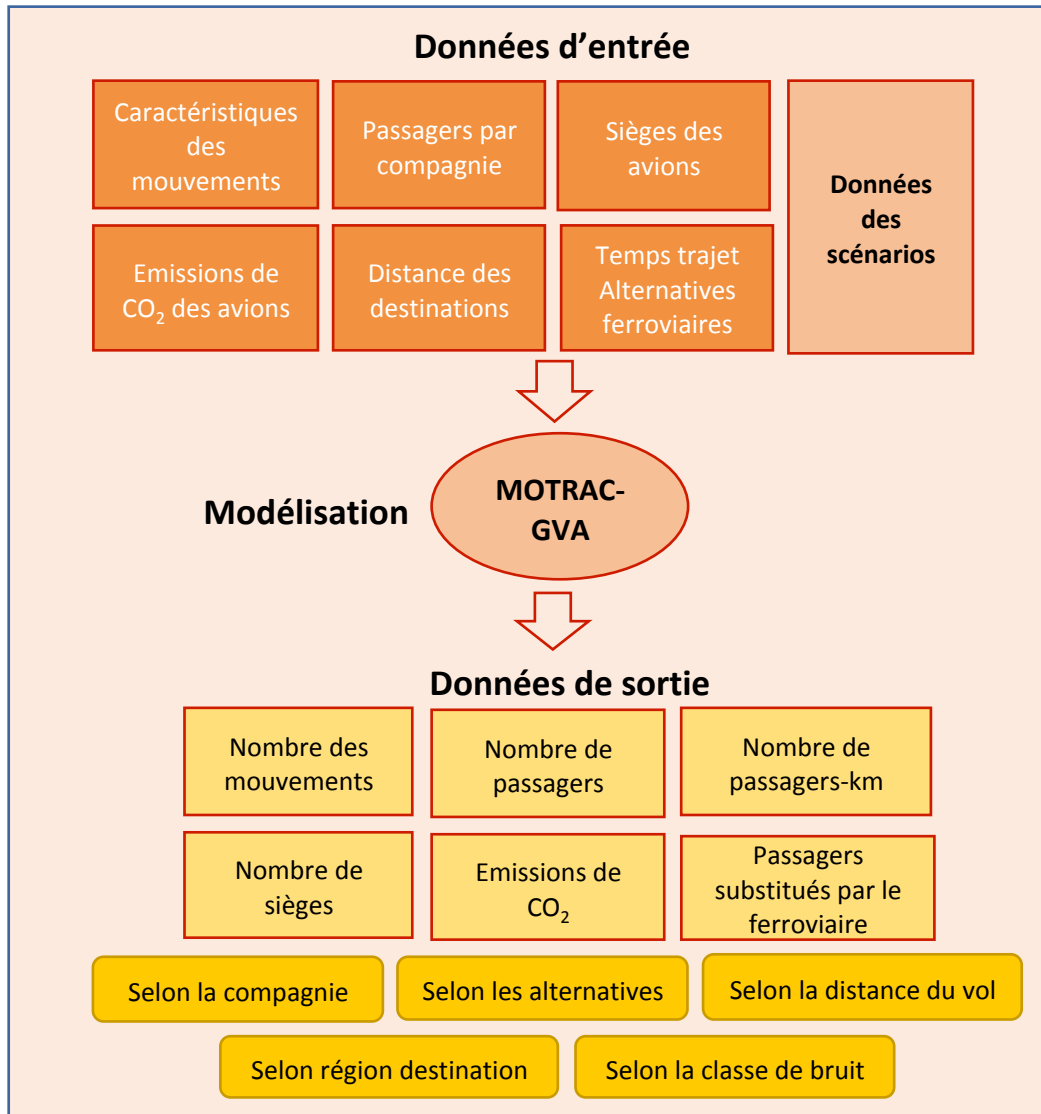 Données d’entrée
Caractéristiques
des
mouvements
Passagers par
compagnie
Sièges des
avions
Données
des
scénarios
Emissions de
CO₂ des avions
Distance des
destinations
Temps trajet
Alternatives
ferroviaires
Modélisation
MOTRAC-
GVA
Données de sortie
Nombre des
mouvements
Nombre de
passagers
Nombre de
passagers-km
Nombre de
sièges
Emissions de
CO₂
Passagers
substitués par le
ferroviaire
Selon la compagnie
Selon les alternatives
Selon la distance du vol
Selon région destination
Selon la classe de bruit